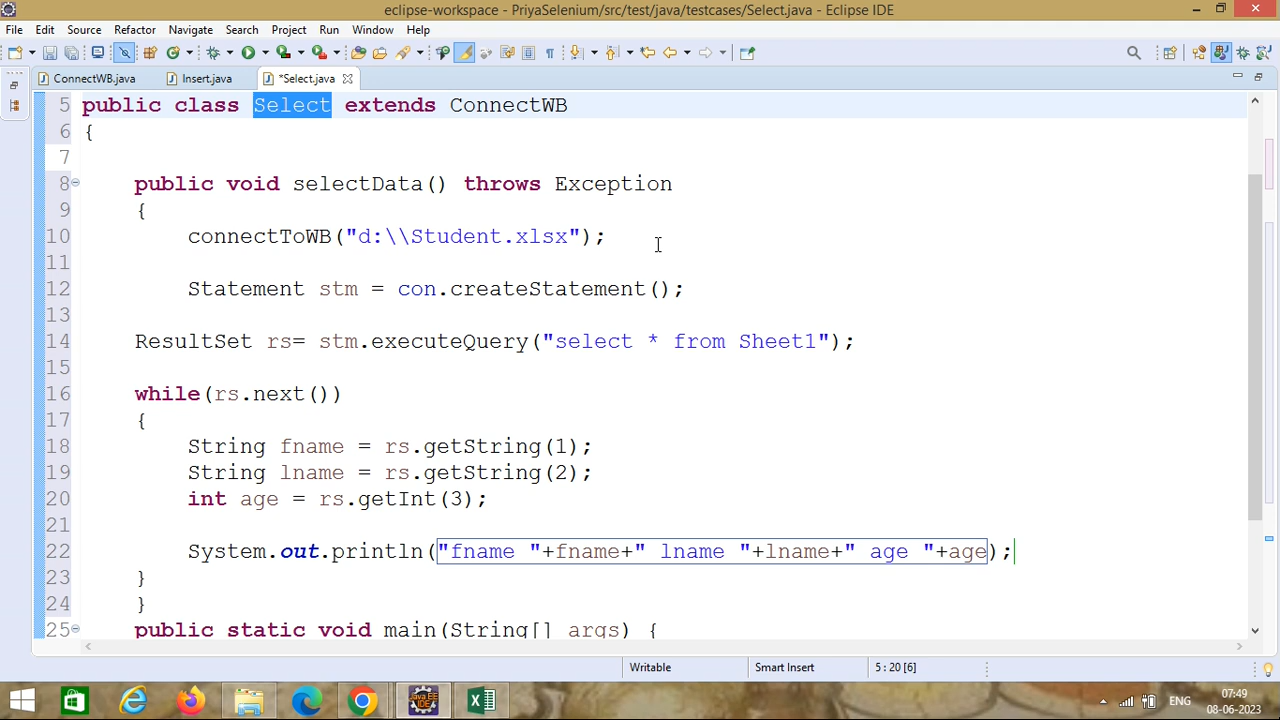 eclipse-workspace - PriyaSelenium/src/test/java/testcases/Select.java - Eclipse IDE
File Edit Source Refactor Navigate Search Project Run Window Help
ConnectWB.java Insert.java *Select.java
5 public class Select extends ConnectWB
6 {
7
8 public void selectData() throws Exception
9 {
10 connectToWB("d:\\Student.xlsx");
11
12 Statement stm = con.createStatement();
13
14 ResultSet rs= stm.executeQuery("select * from Sheet1");
15
16 while(rs.next())
17 {
18 String fname = rs.getString(1);
19 String lname = rs.getString(2);
20 int age = rs.getInt(3);
21
22 System.out.println("fname "+fname+" lname "+lname+" age "+age);
23 }
24 }
25 public static void main(String[] args) {
Writable Smart Insert 5 : 20 [6]
Java EE IDE
ENG
07:49
08-06-2023